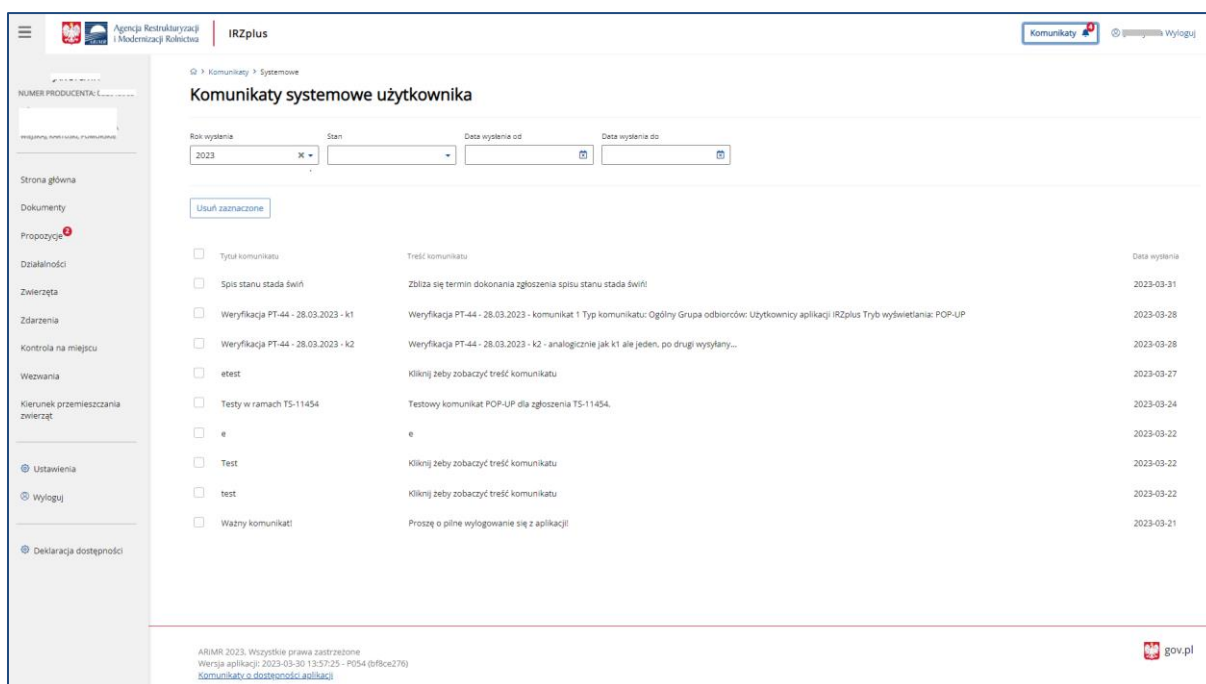 Agencja Restrukturyzacji
i Modernizacji Rolnictwa
IRZplus
Komunikaty 4
Wyloguj
NUMER PRODUCENTA:
Komunikaty > Systemowe
Komunikaty systemowe użytkownika
Rok wysłania Stan Data wysłania od Data wysłania do
2023
Usuń zaznaczone
Strona główna
Dokumenty
Propozycje 2
Działalności
Zwierzęta
Zdarzenia
Kontrola na miejscu
Wezwania
Kierunek przemieszczania
zwierząt
Ustawienia
Wyloguj
Deklaracja dostępności
Tytuł komunikatu Treść komunikatu Data wysłania
Spis stanu stada świń Zbliza się termin dokonania zgłoszenia spisu stanu stada świń! 2023-03-31
Weryfikacja PT-44 - 28.03.2023 - k1 Weryfikacja PT-44 - 28.03.2023 - komunikat 1 Typ komunikatu: Ogólny Grupa odbiorców: Użytkownicy aplikacji IRZplus Tryb wyświetlania: POP-UP 2023-03-28
Weryfikacja PT-44 - 28.03.2023 - k2 Weryfikacja PT-44 - 28.03.2023 - k2 - analogicznie jak k1 ale jeden, po drugi wysyłany... 2023-03-28
etest Kliknij żeby zobaczyć treść komunikatu 2023-03-27
Testy w ramach TS-11454 Testowy komunikat POP-UP dla zgłoszenia TS-11454. 2023-03-24
e e 2023-03-22
Test Kliknij żeby zobaczyć treść komunikatu 2023-03-22
test Kliknij żeby zobaczyć treść komunikatu 2023-03-22
Ważny komunikat! Proszę o pilne wylogowanie się z aplikacji! 2023-03-21
ARiMR 2023. Wszystkie prawa zastrzeżone
Wersja aplikacji: 2023-03-30 13:57:25 - P054 (bf8ce276)
Komunikaty o dostępności aplikacji
gov.pl